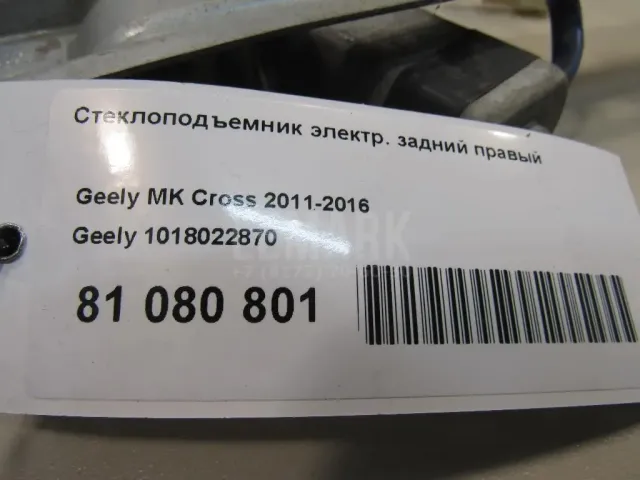 Стеклоподъемник электр. задний правый
Geely MK Cross 2011-2016
Geely 1018022870
81 080 801